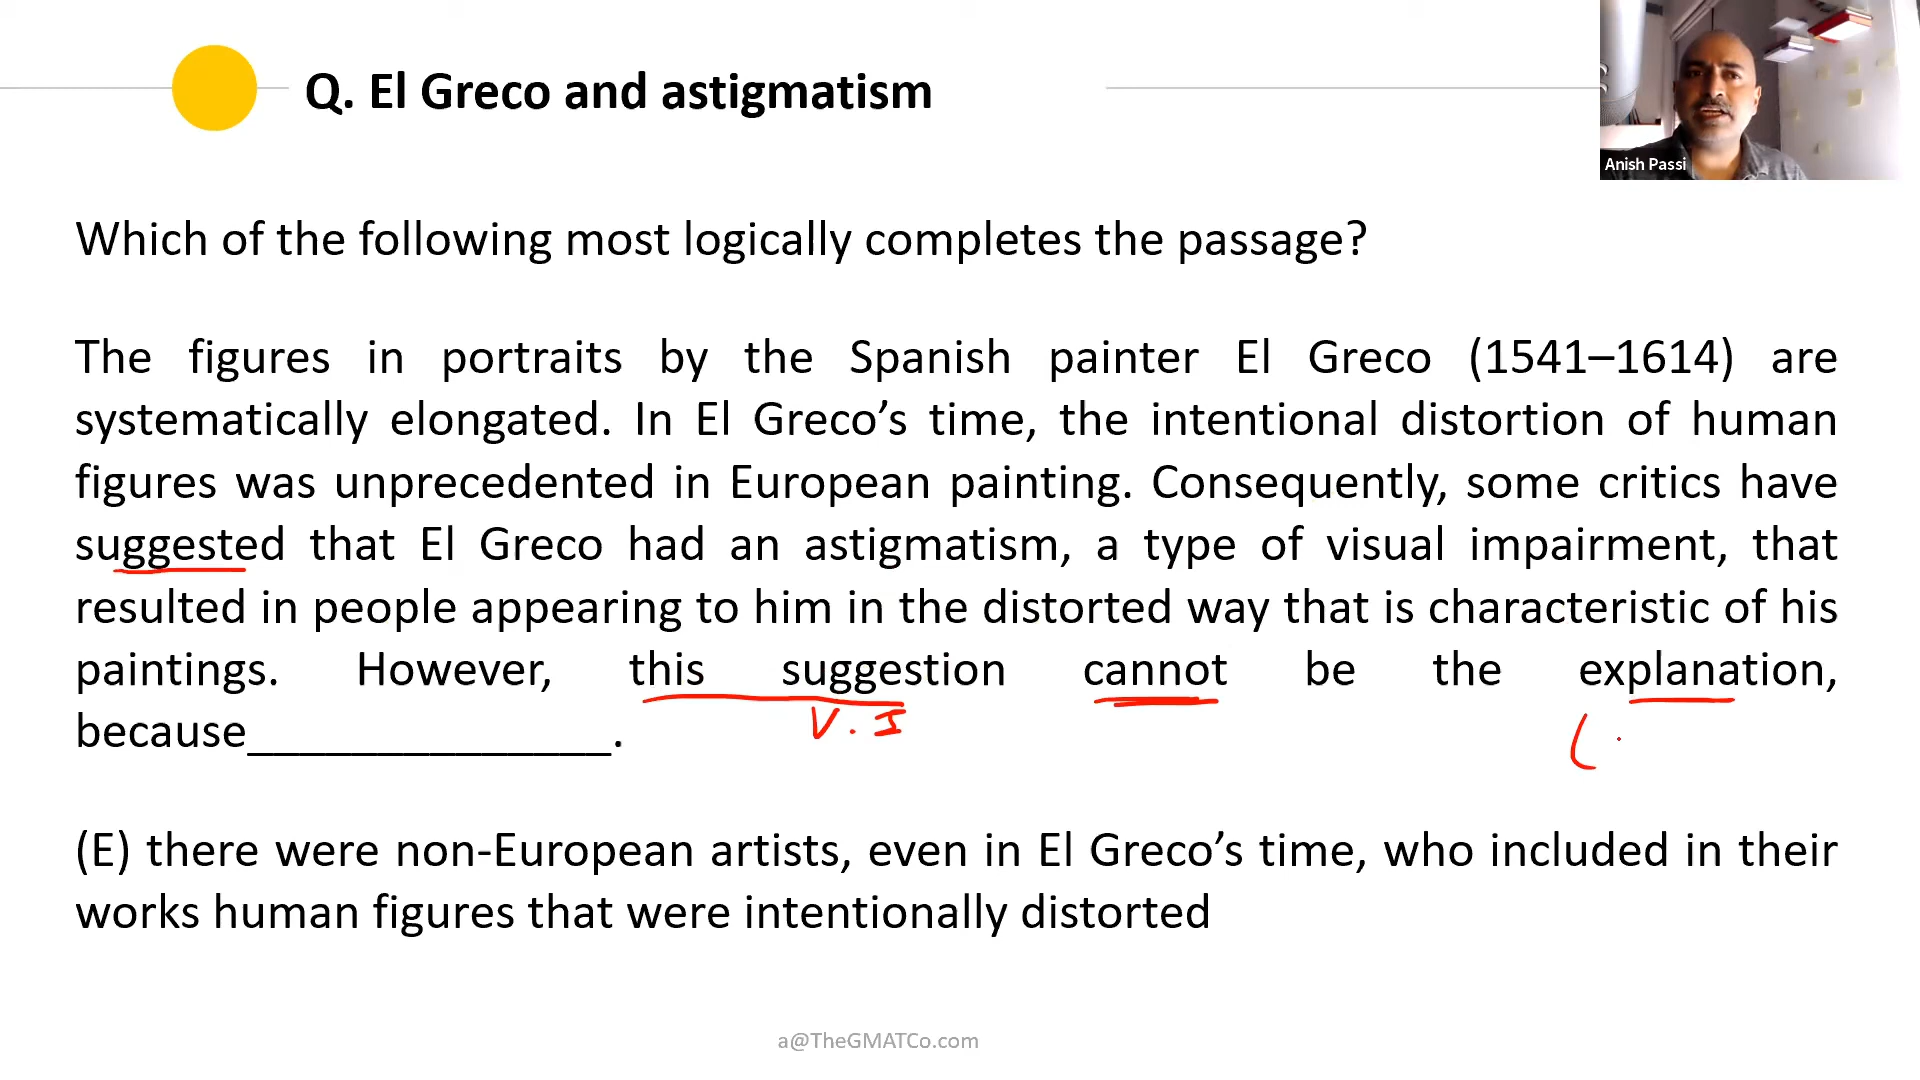 Q. El Greco and astigmatism
Anish Passi
Which of the following most logically completes the passage?
The figures in portraits by the Spanish painter El Greco (1541–1614) are
systematically elongated. In El Greco’s time, the intentional distortion of human
figures was unprecedented in European painting. Consequently, some critics have
suggested that El Greco had an astigmatism, a type of visual impairment, that
resulted in people appearing to him in the distorted way that is characteristic of his
paintings. However, this suggestion cannot be the explanation,
V. I
because______________.
(E) there were non-European artists, even in El Greco’s time, who included in their
works human figures that were intentionally distorted
a@TheGMATCo.com